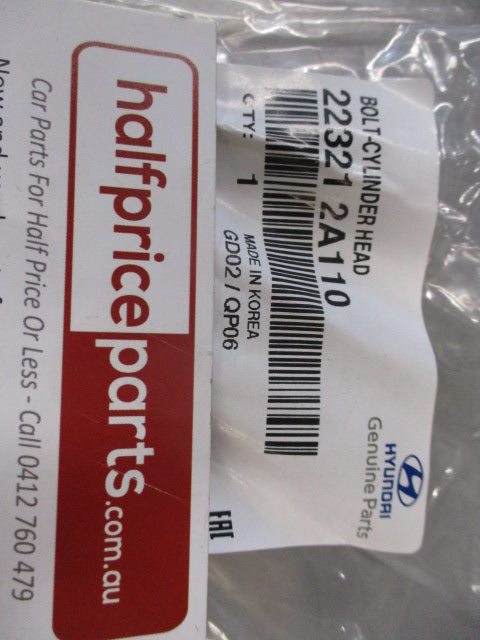 halfpriceparts.com.au
Car Parts For Half Price Or Less - Call 0412 760 479
BOLT-CYLINDER HEAD
22321 2A110
Q'TY: 1
MADE IN KOREA
GD02 / QP06
HYUNDAI
Genuine Parts
EAC